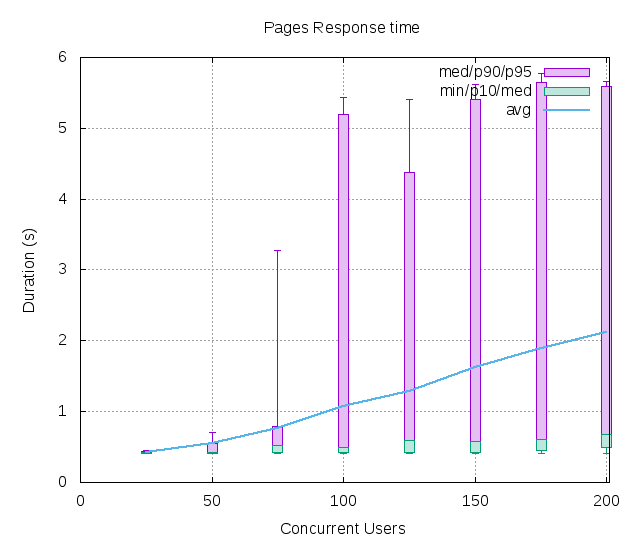 Pages Response time
med/p90/p95
min/p10/med
avg
6
5
4
3
2
1
0
Duration (s)
0 50 100 150 200
Concurrent Users